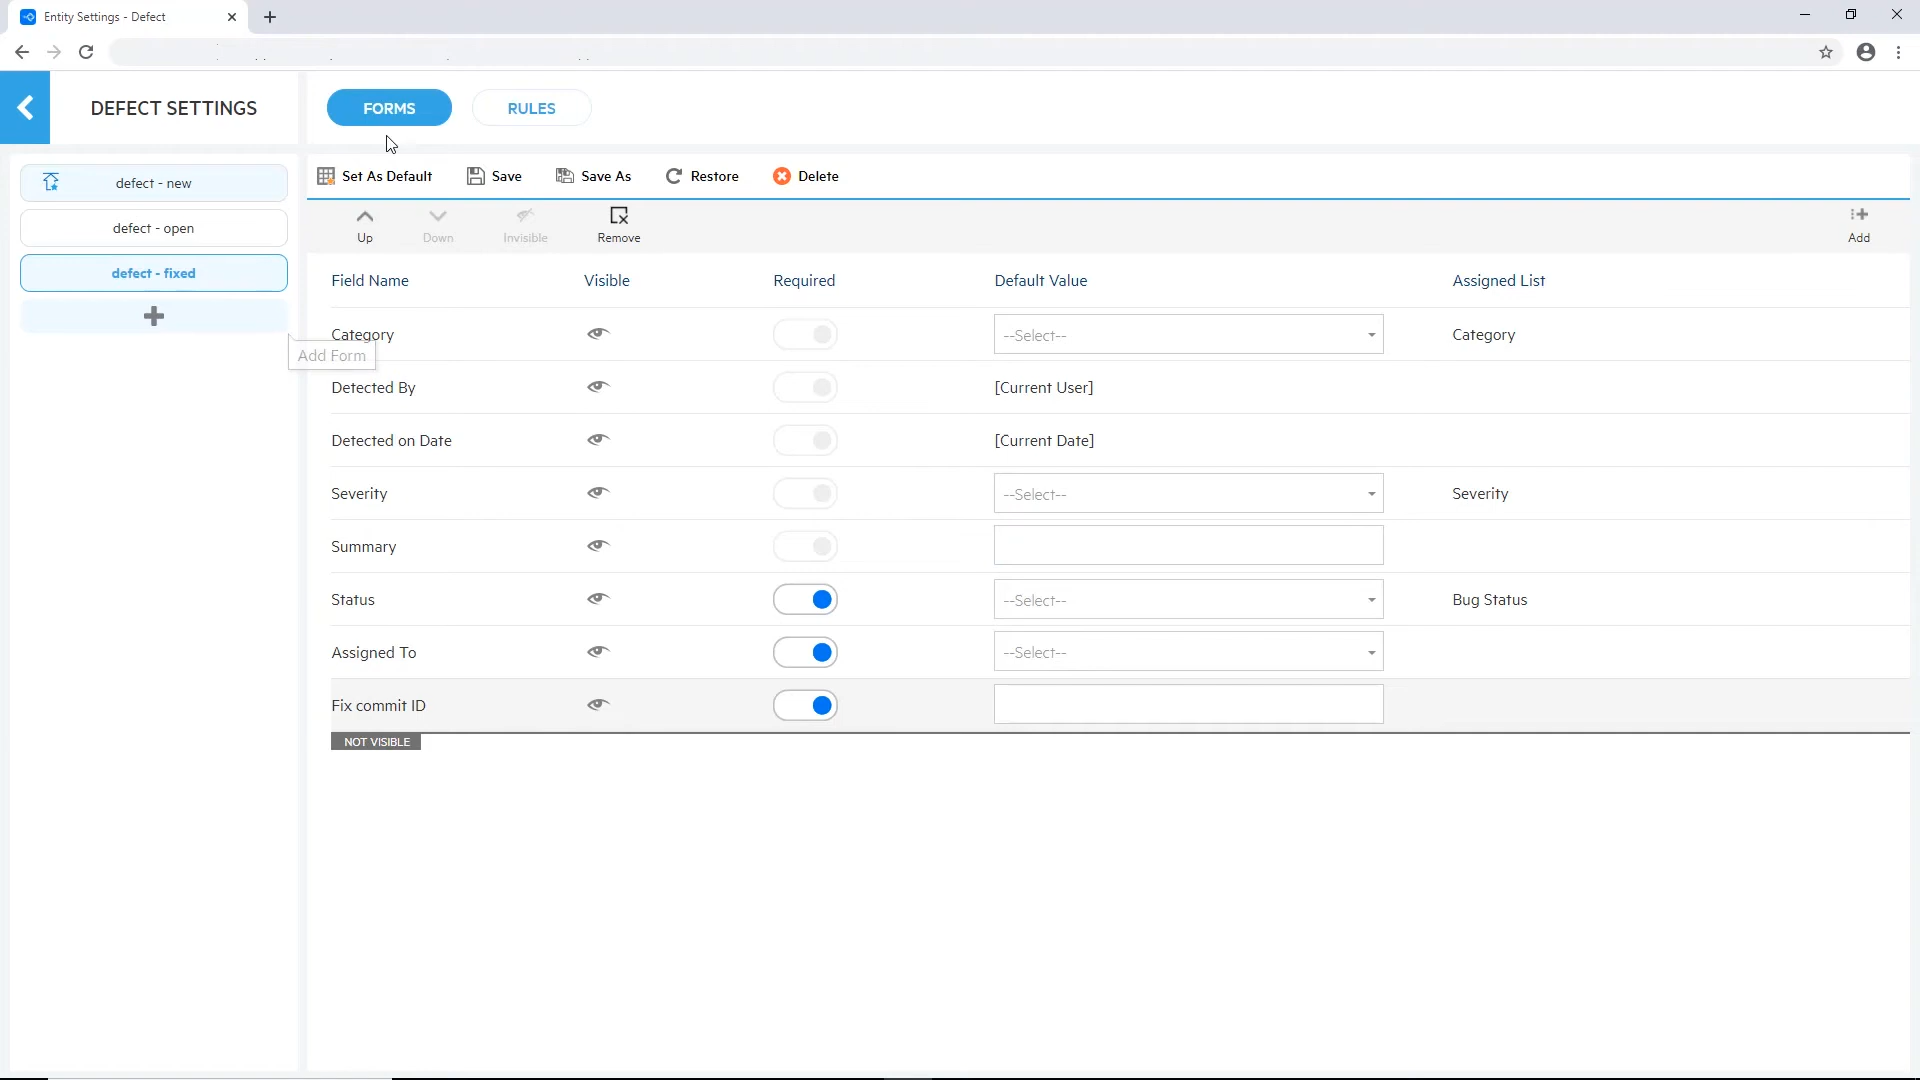 Entity Settings - Defect
DEFECT SETTINGS
FORMS
RULES
defect - new
defect - open
defect - fixed
Add Form
Set As Default
Save
Save As
Restore
Delete
Up
Down
Invisible
Remove
Add
Field Name Visible Required Default Value Assigned List
Category --Select-- Category
Detected By [Current User]
Detected on Date [Current Date]
Severity --Select-- Severity
Summary
Status --Select-- Bug Status
Assigned To --Select--
Fix commit ID
NOT VISIBLE